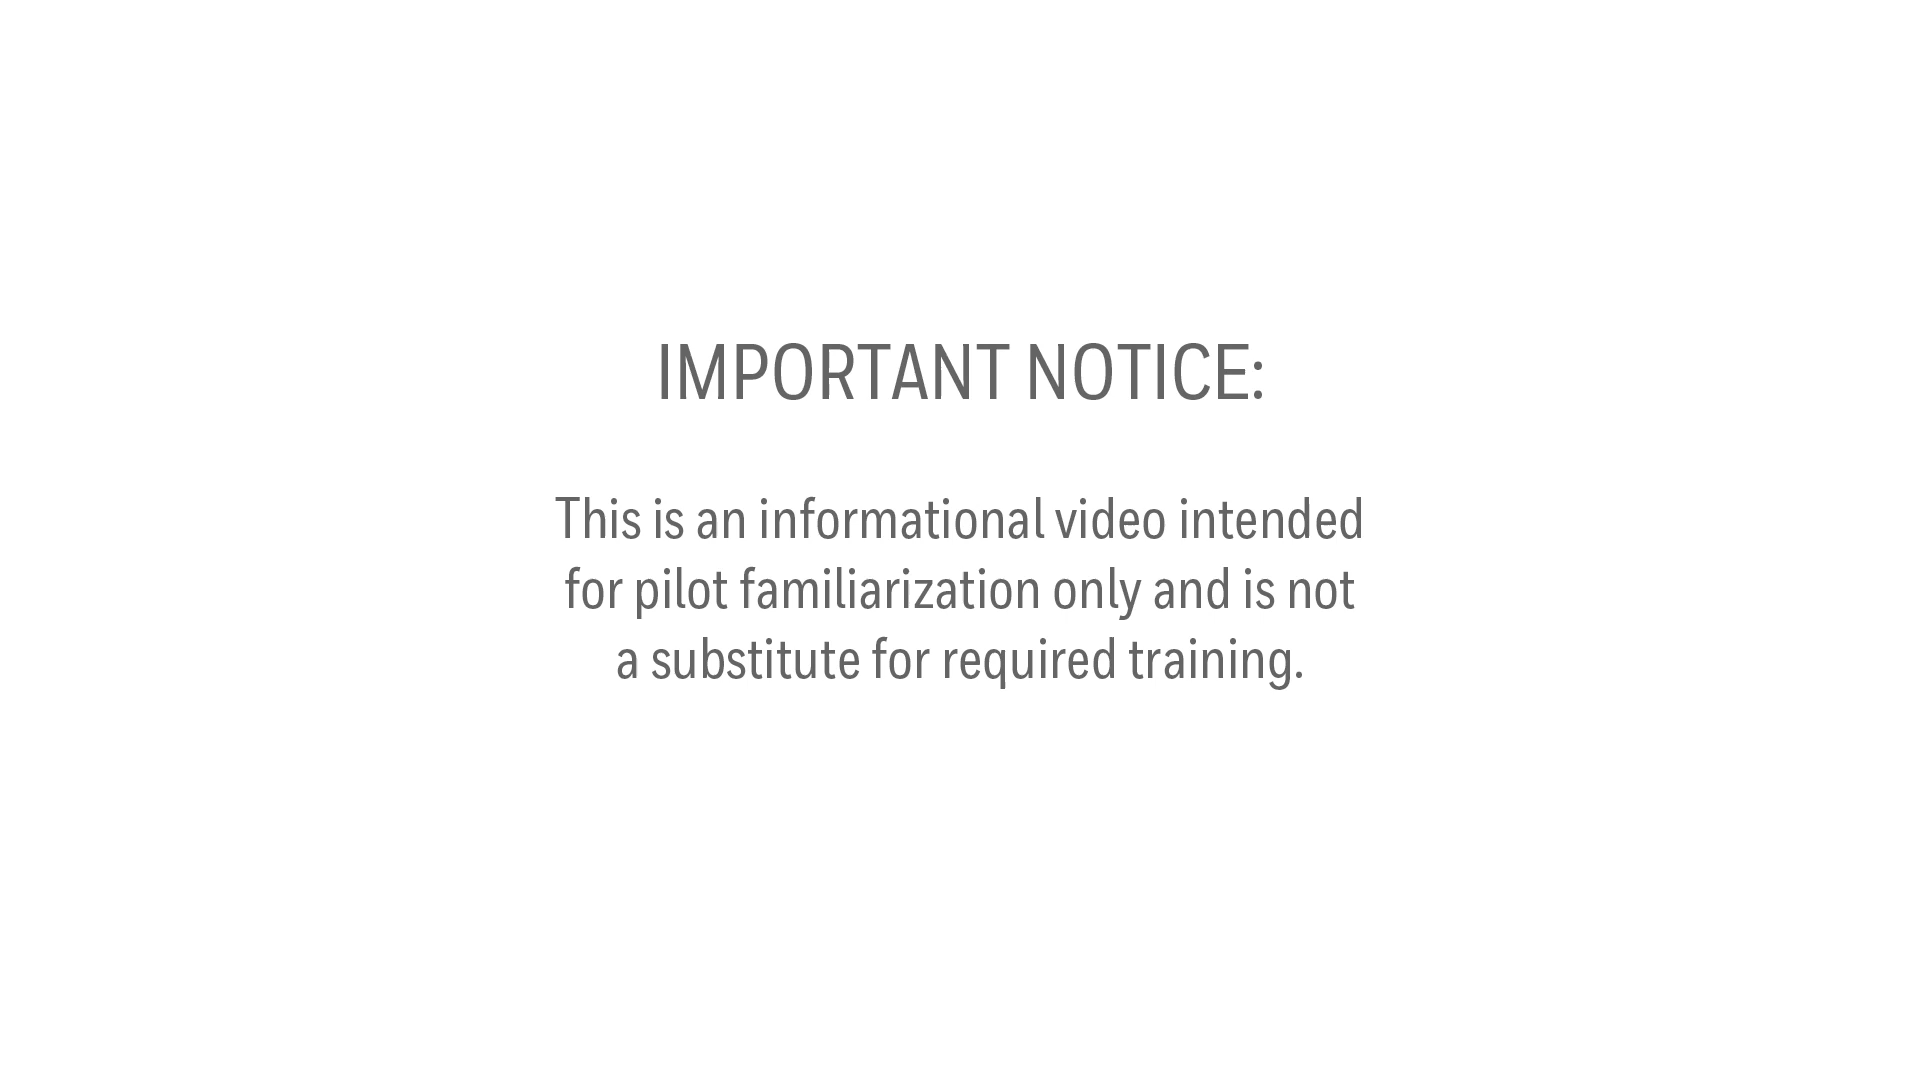 IMPORTANT NOTICE:
This is an informational video intended
for pilot familiarization only and is not
a substitute for required training.